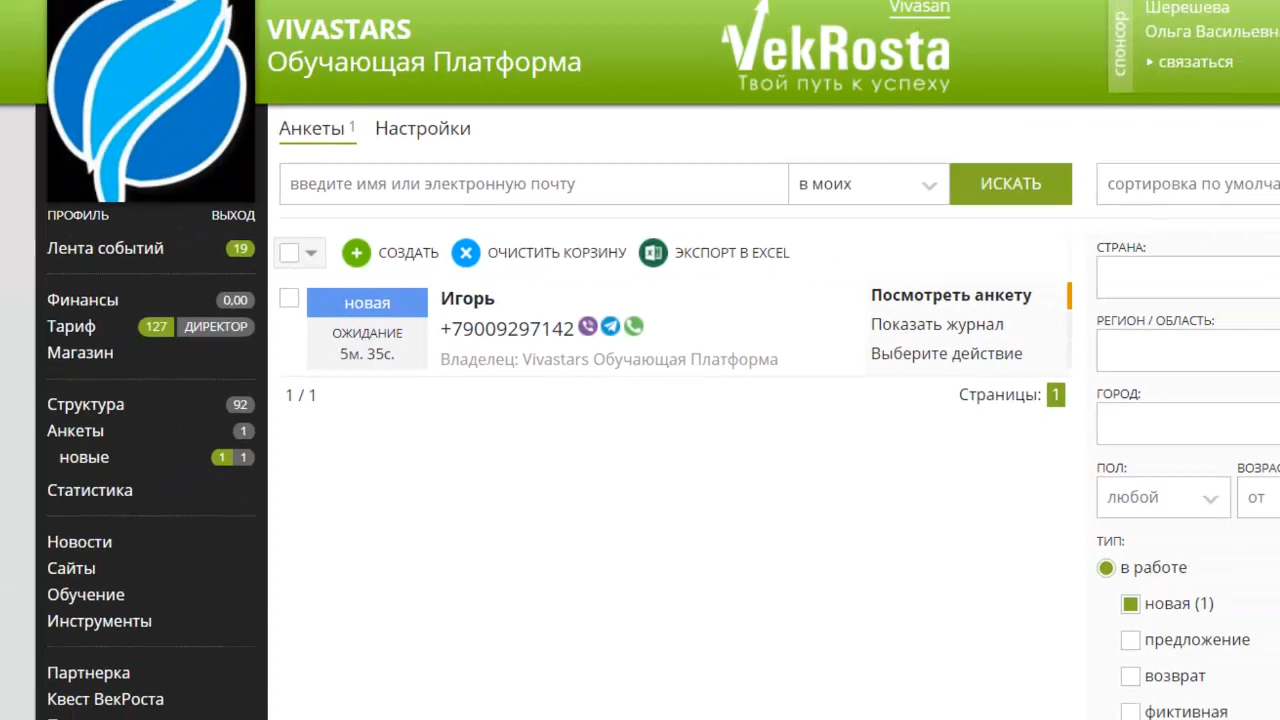 VIVASTARS
Обучающая Платформа
Vivasan
VekRosta
Твой путь к успеху
спонсор
Шерешева
Ольга
▸ связаться
ПРОФИЛЬ ВЫХОД
Лента событий 19
Финансы 0,00
Тариф 127 ДИРЕКТОР
Магазин
Структура 92
Анкеты 1
новые 1 1
Статистика
Новости
Сайты
Обучение
Инструменты
Партнерка
Квест ВекРоста
Анкеты 1 Настройки
введите имя или электронную почту в моих ИСКАТЬ
СОЗДАТЬ ОЧИСТИТЬ КОРЗИНУ ЭКСПОРТ В EXCEL
новая
ОЖИДАНИЕ
5м. 35с.
Игорь
+79009297142
Владелец: Vivastars Обучающая Платформа
Посмотреть анкету
Показать журнал
Выберите действие
1 / 1 Страницы: 1
сортировка по
СТРАНА:
РЕГИОН / ОБЛАСТЬ:
ГОРОД:
ПОЛ:
любой от
ТИП:
в работе
новая (1)
предложение
возврат
фиктивная